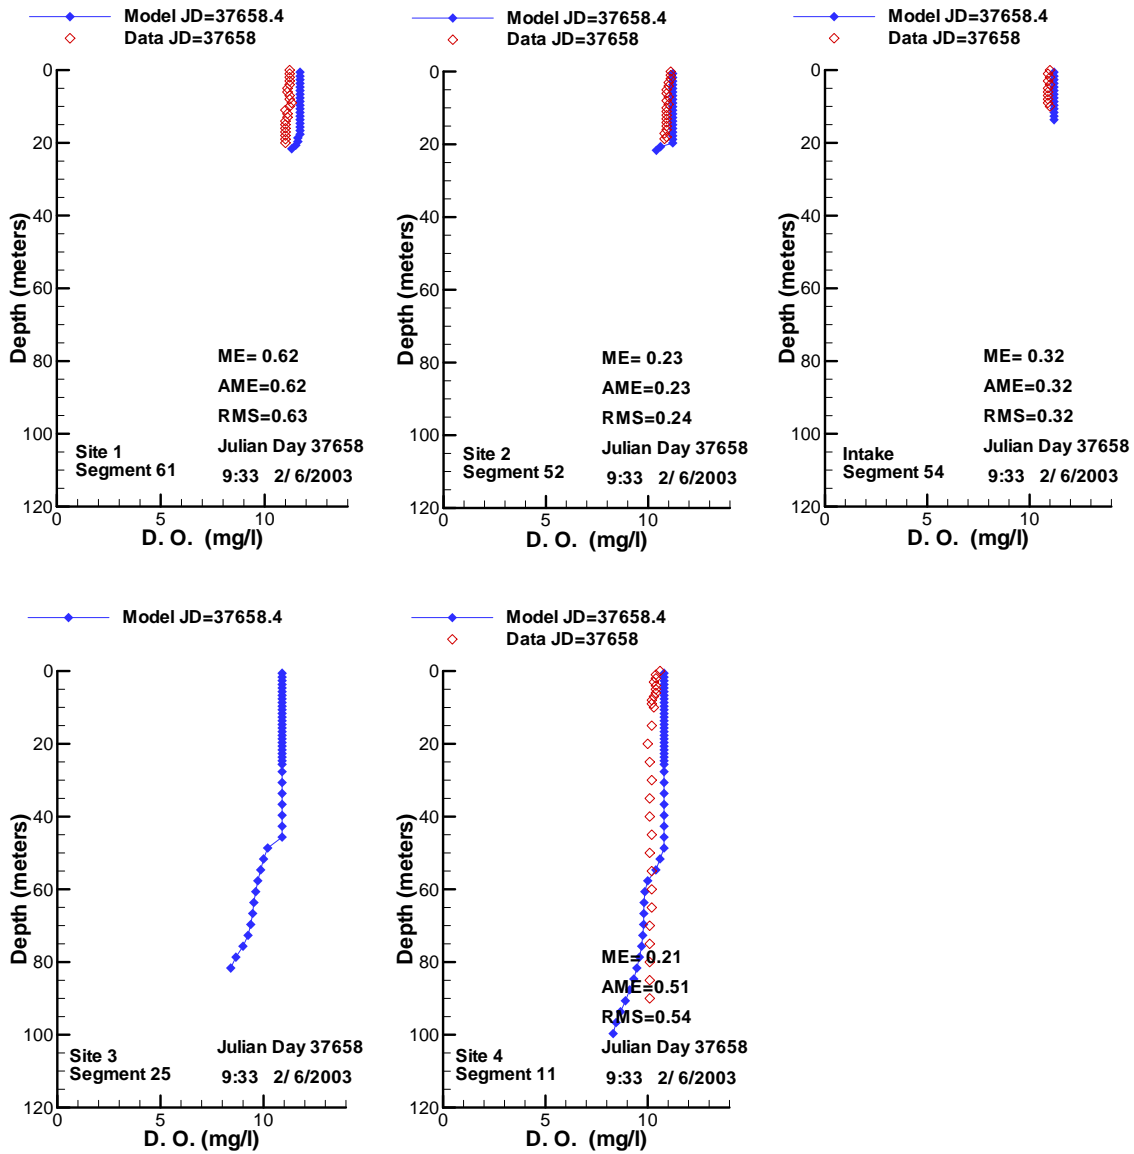 Model JD=37658.4
Data JD=37658
0
20
40
60
80
100
120
Depth (meters)
ME= 0.62
AME=0.62
RMS=0.63
Julian Day 37658
9:33 2/ 6/2003
Site 1
Segment 61
0 5 10
D. O. (mg/l)
Model JD=37658.4
Data JD=37658
0
20
40
60
80
100
120
Depth (meters)
ME= 0.23
AME=0.23
RMS=0.24
Julian Day 37658
9:33 2/ 6/2003
Site 2
Segment 52
0 5 10
D. O. (mg/l)
Model JD=37658.4
Data JD=37658
0
20
40
60
80
100
120
Depth (meters)
ME= 0.32
AME=0.32
RMS=0.32
Julian Day 37658
9:33 2/ 6/2003
Intake
Segment 54
0 5 10
D. O. (mg/l)
Model JD=37658.4
0
20
40
60
80
100
120
Depth (meters)
Julian Day 37658
9:33 2/ 6/2003
Site 3
Segment 25
0 5 10
D. O. (mg/l)
Model JD=37658.4
Data JD=37658
0
20
40
60
80
100
120
Depth (meters)
ME= 0.21
AME=0.51
RMS=0.54
Julian Day 37658
9:33 2/ 6/2003
Site 4
Segment 11
0 5 10
D. O. (mg/l)